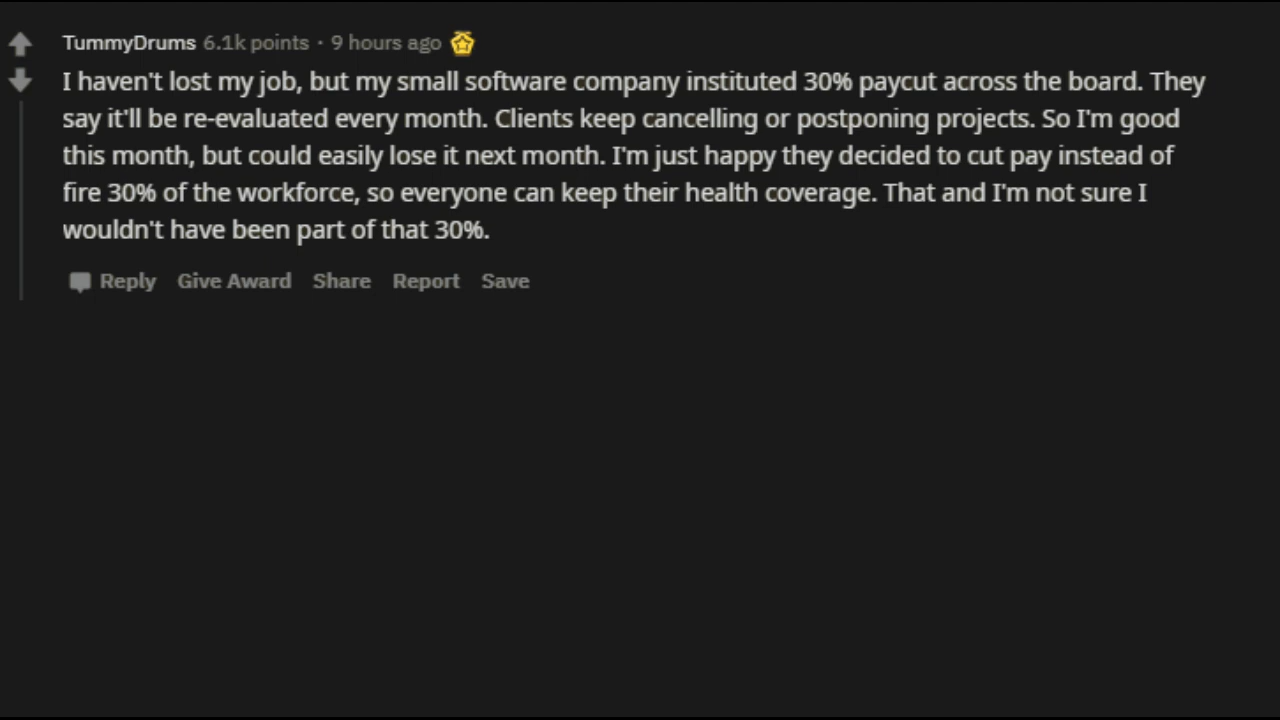 TummyDrums 6.1k points · 9 hours ago
I haven't lost my job, but my small software company instituted 30% paycut across the board. They
say it'll be re-evaluated every month. Clients keep cancelling or postponing projects. So I'm good
this month, but could easily lose it next month. I'm just happy they decided to cut pay instead of
fire 30% of the workforce, so everyone can keep their health coverage. That and I'm not sure I
wouldn't have been part of that 30%.
Reply Give Award Share Report Save